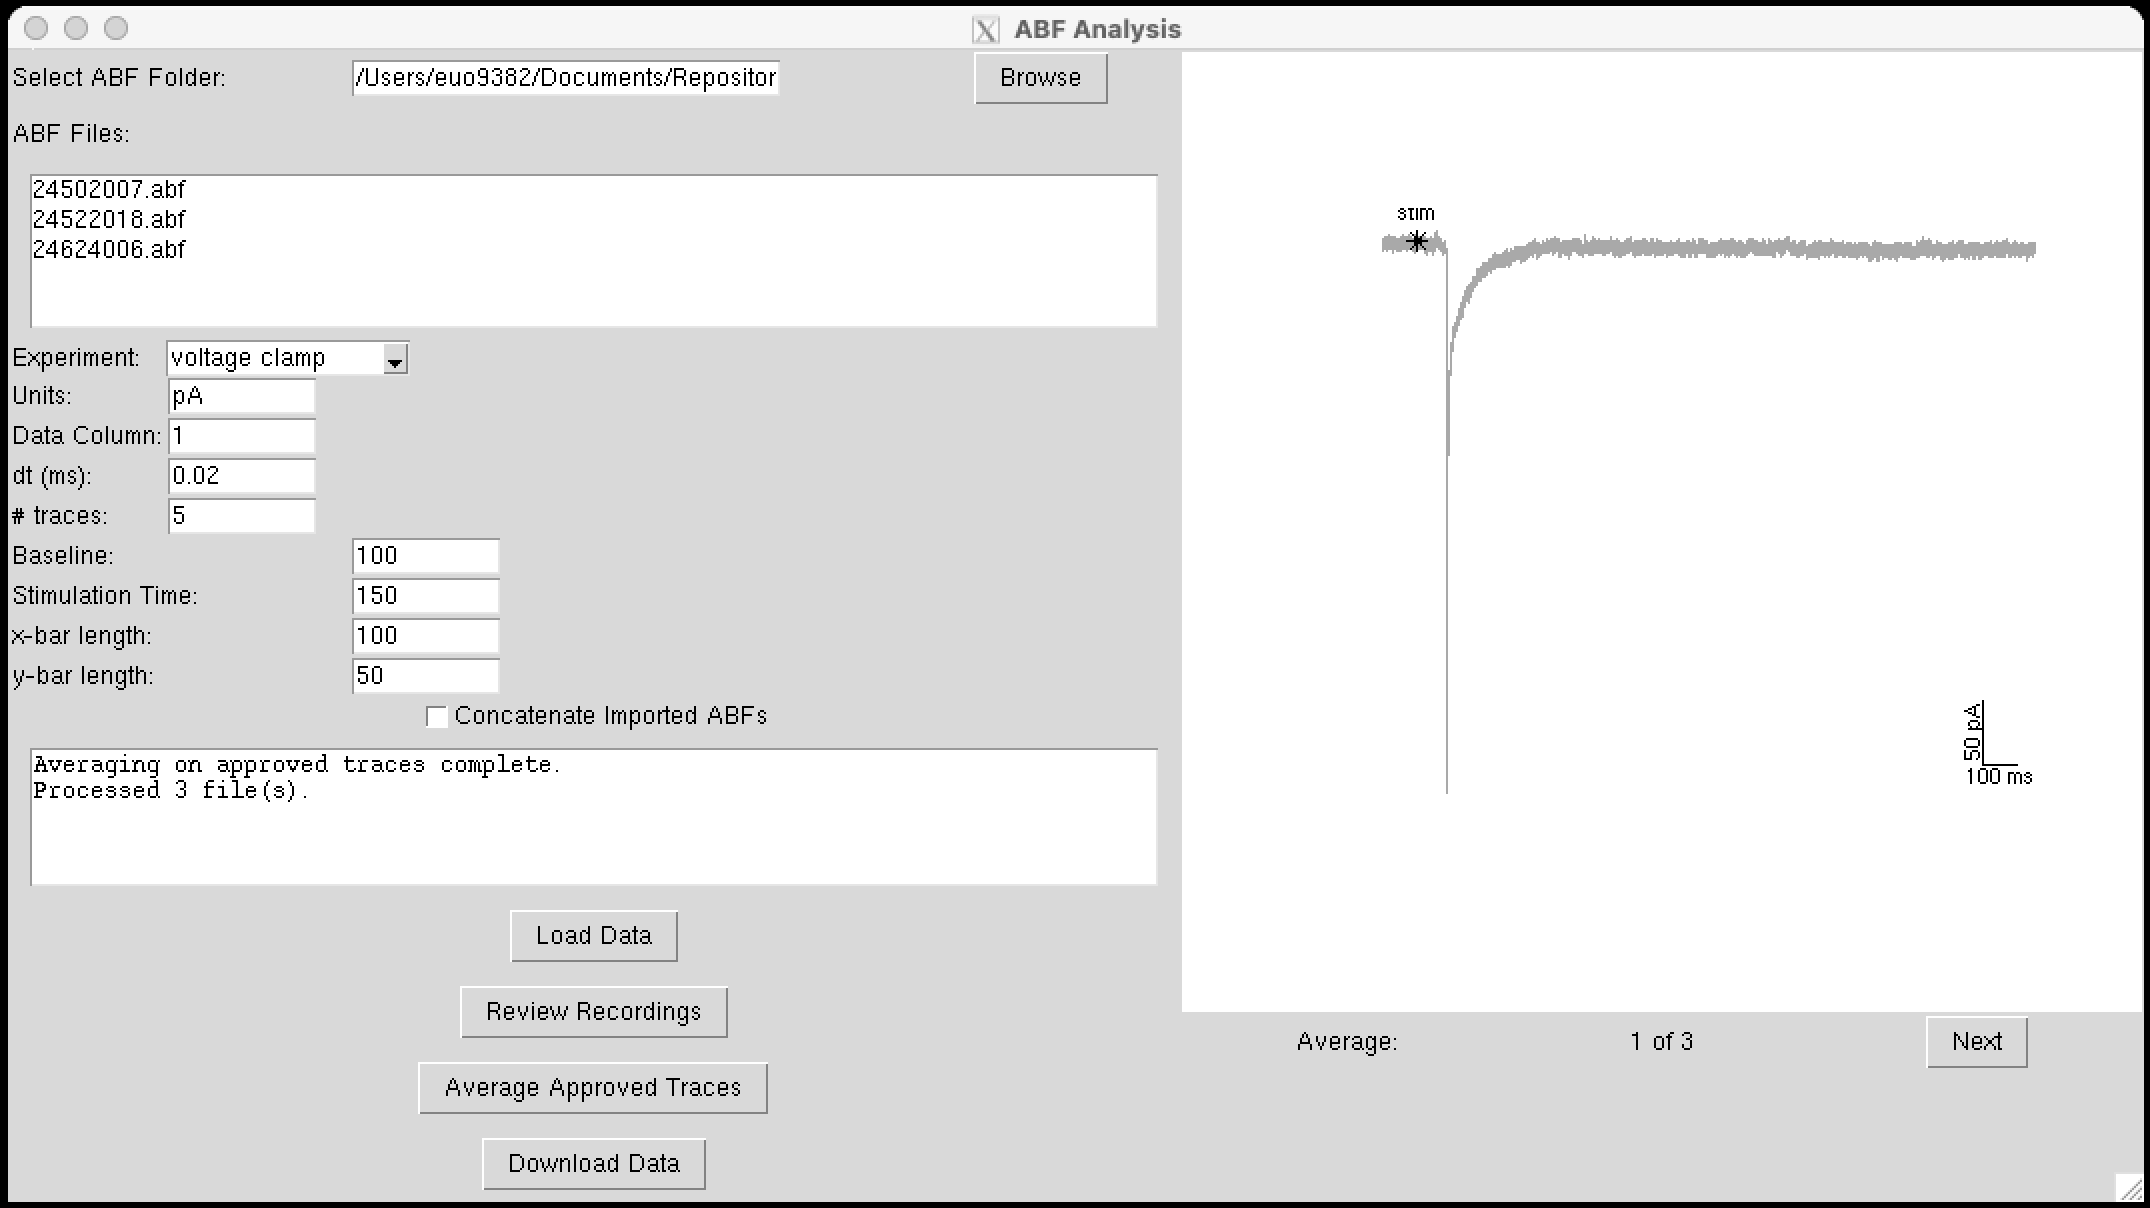 ABF Analysis
Select ABF Folder: /Users/euo9382/Documents/Repositor Browse
ABF Files:
24502007.abf
24522018.abf
24624006.abf
Experiment: voltage clamp
Units: pA
Data Column: 1
dt (ms): 0.02
# traces: 5
Baseline: 100
Stimulation Time: 150
x-bar length: 100
y-bar length: 50
Concatenate Imported ABFs
Averaging on approved traces complete.
Processed 3 file(s).
Load Data
Review Recordings
Average Approved Traces
Download Data
stim
50 pA
100 ms
Average: 1 of 3 Next